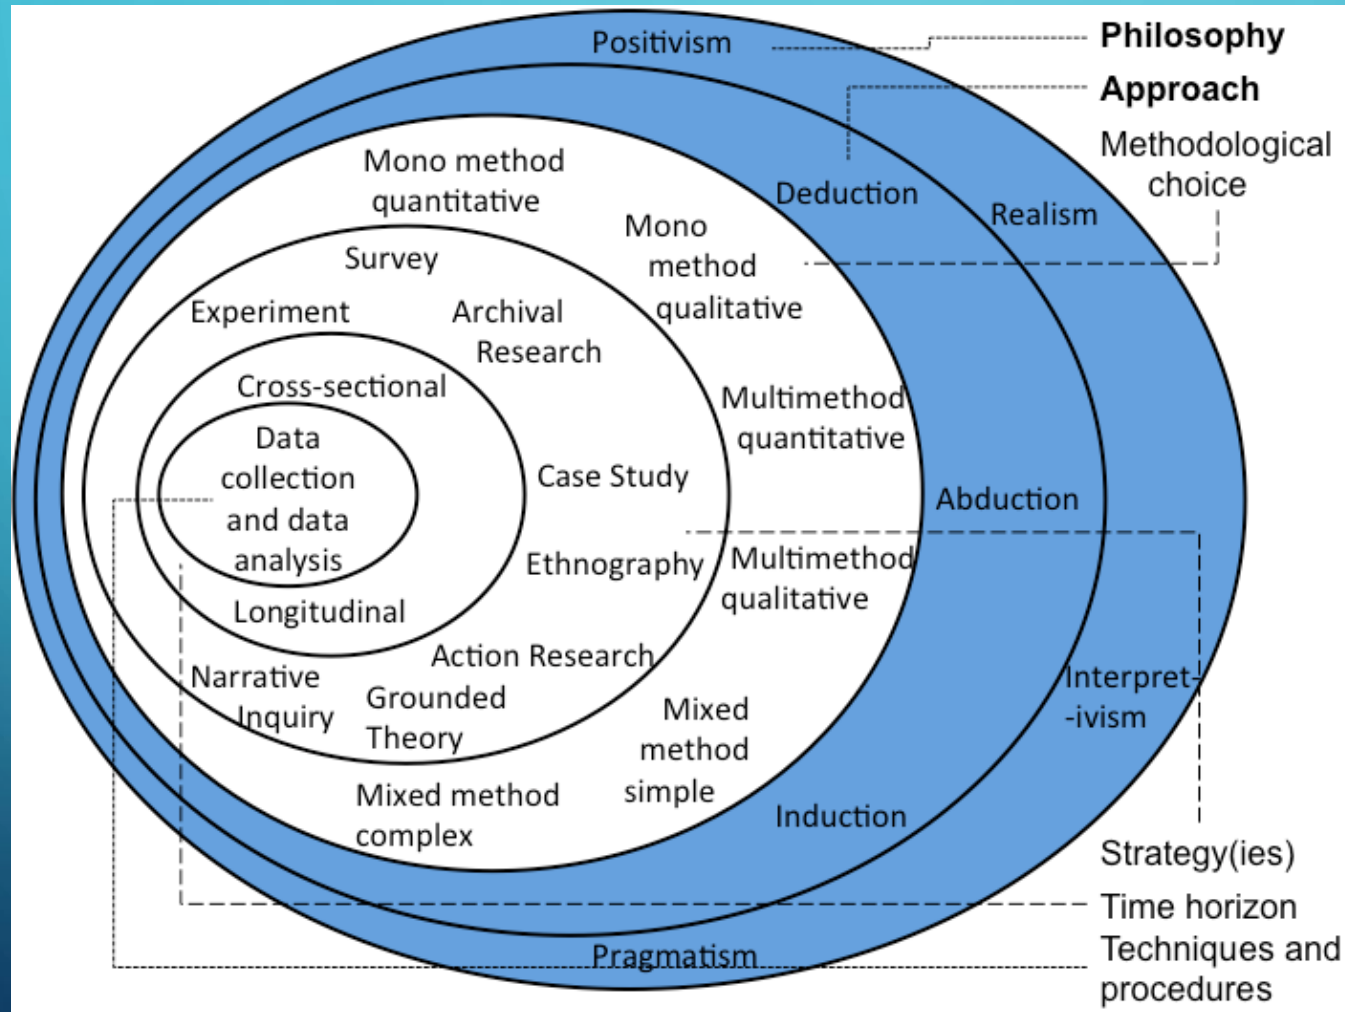 Positivism
Philosophy
Approach
Methodological
choice
Mono method
quantitative
Deduction
Realism
Mono
method
qualitative
Survey
Experiment
Archival
Research
Cross-sectional
Multimethod
quantitative
Data
collection
and data
analysis
Case Study
Abduction
Ethnography
Multimethod
qualitative
Longitudinal
Action Research
Narrative
Inquiry
Grounded
Theory
Interpret-
-ivism
Mixed
method
simple
Mixed method
complex
Induction
Strategy(ies)
Time horizon
Pragmatism
Techniques and
procedures